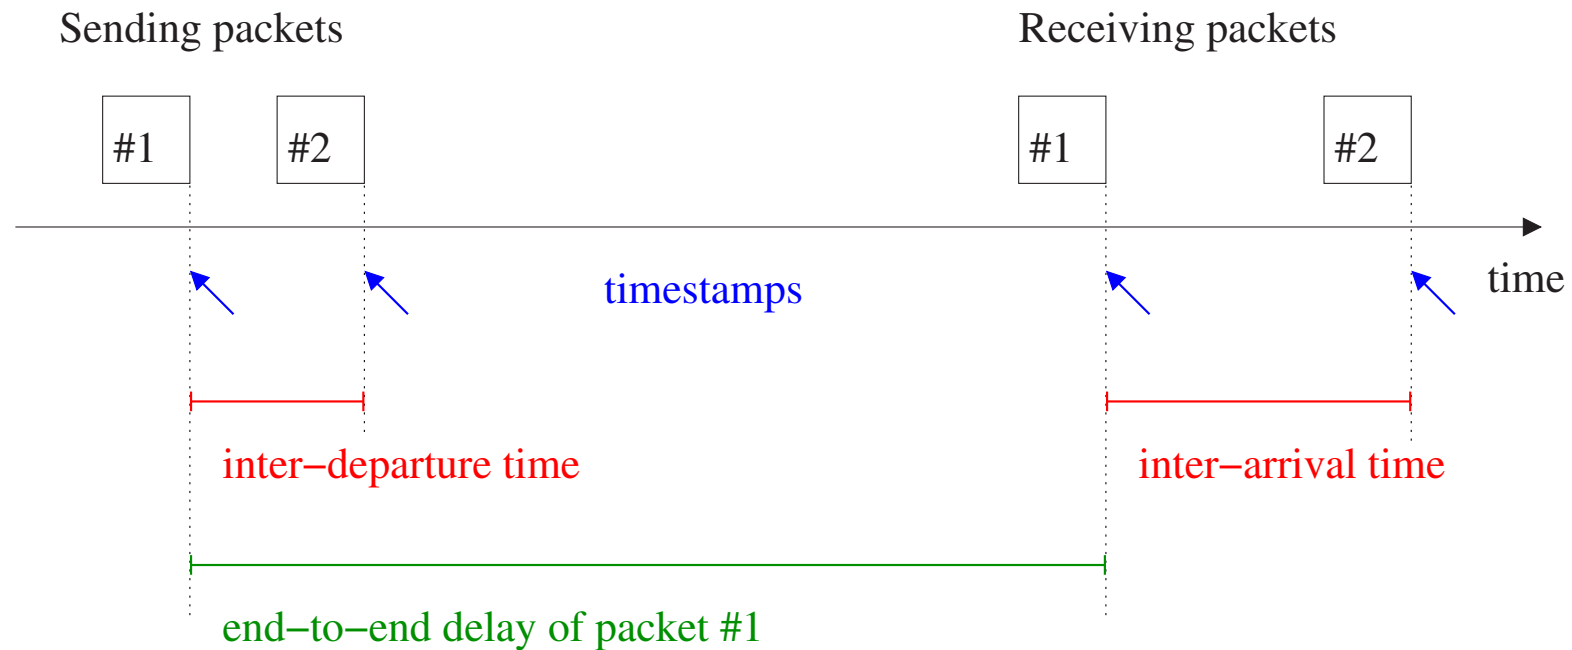 Sending packets
Receiving packets
#1
#2
#1
#2
timestamps
time
inter−departure time
inter−arrival time
end−to−end delay of packet #1